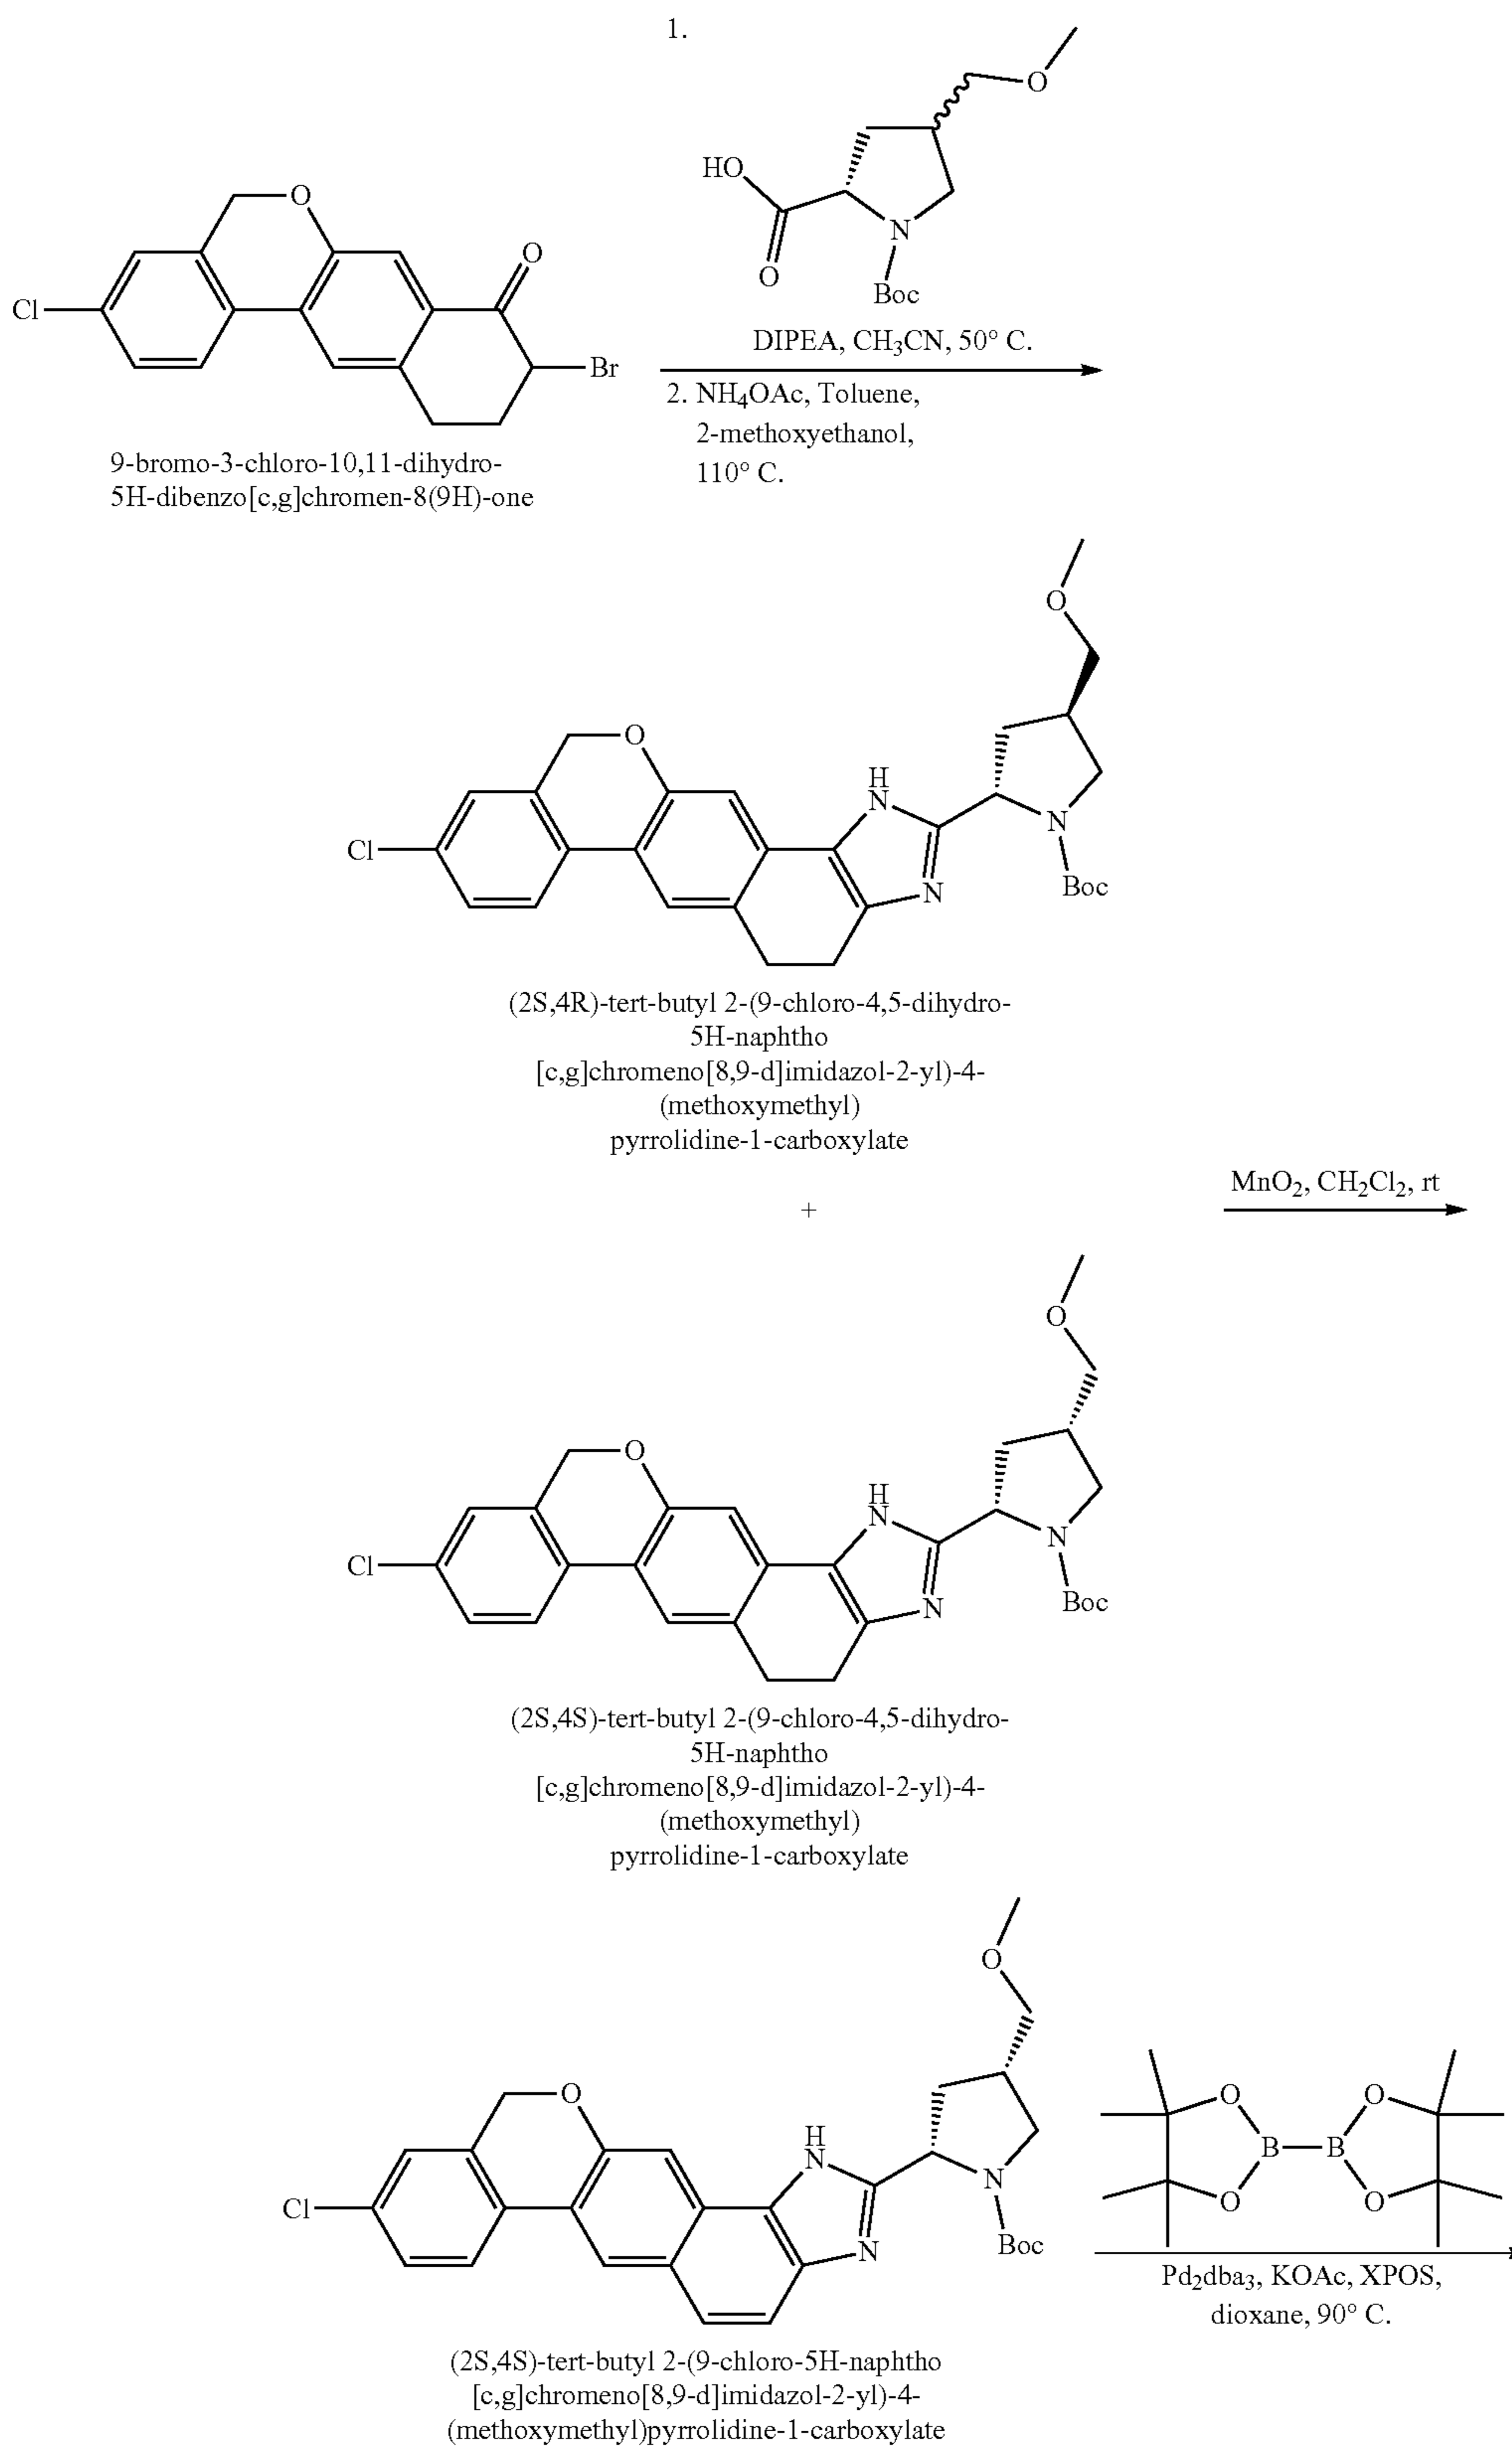 1.
O
HO
O
N
O
Boc
O
Cl
Br
DIPEA, CH₃CN, 50° C.
2. NH₄OAc, Toluene,
2-methoxyethanol,
110° C.
9-bromo-3-chloro-10,11-dihydro-
5H-dibenzo[c,g]chromen-8(9H)-one
O
O
H
N
N
Cl
N
Boc
(2S,4R)-tert-butyl 2-(9-chloro-4,5-dihydro-
5H-naphtho
[c,g]chromeno[8,9-d]imidazol-2-yl)-4-
(methoxymethyl)
pyrrolidine-1-carboxylate
MnO₂, CH₂Cl₂, rt
+
O
O
H
N
N
Cl
N
Boc
(2S,4S)-tert-butyl 2-(9-chloro-4,5-dihydro-
5H-naphtho
[c,g]chromeno[8,9-d]imidazol-2-yl)-4-
(methoxymethyl)
pyrrolidine-1-carboxylate
O
O
H
N
N
Cl
N
Boc
O O
B B
O O
Pd₂dba₃, KOAc, XPOS,
dioxane, 90° C.
(2S,4S)-tert-butyl 2-(9-chloro-5H-naphtho
[c,g]chromeno[8,9-d]imidazol-2-yl)-4-
(methoxymethyl)pyrrolidine-1-carboxylate